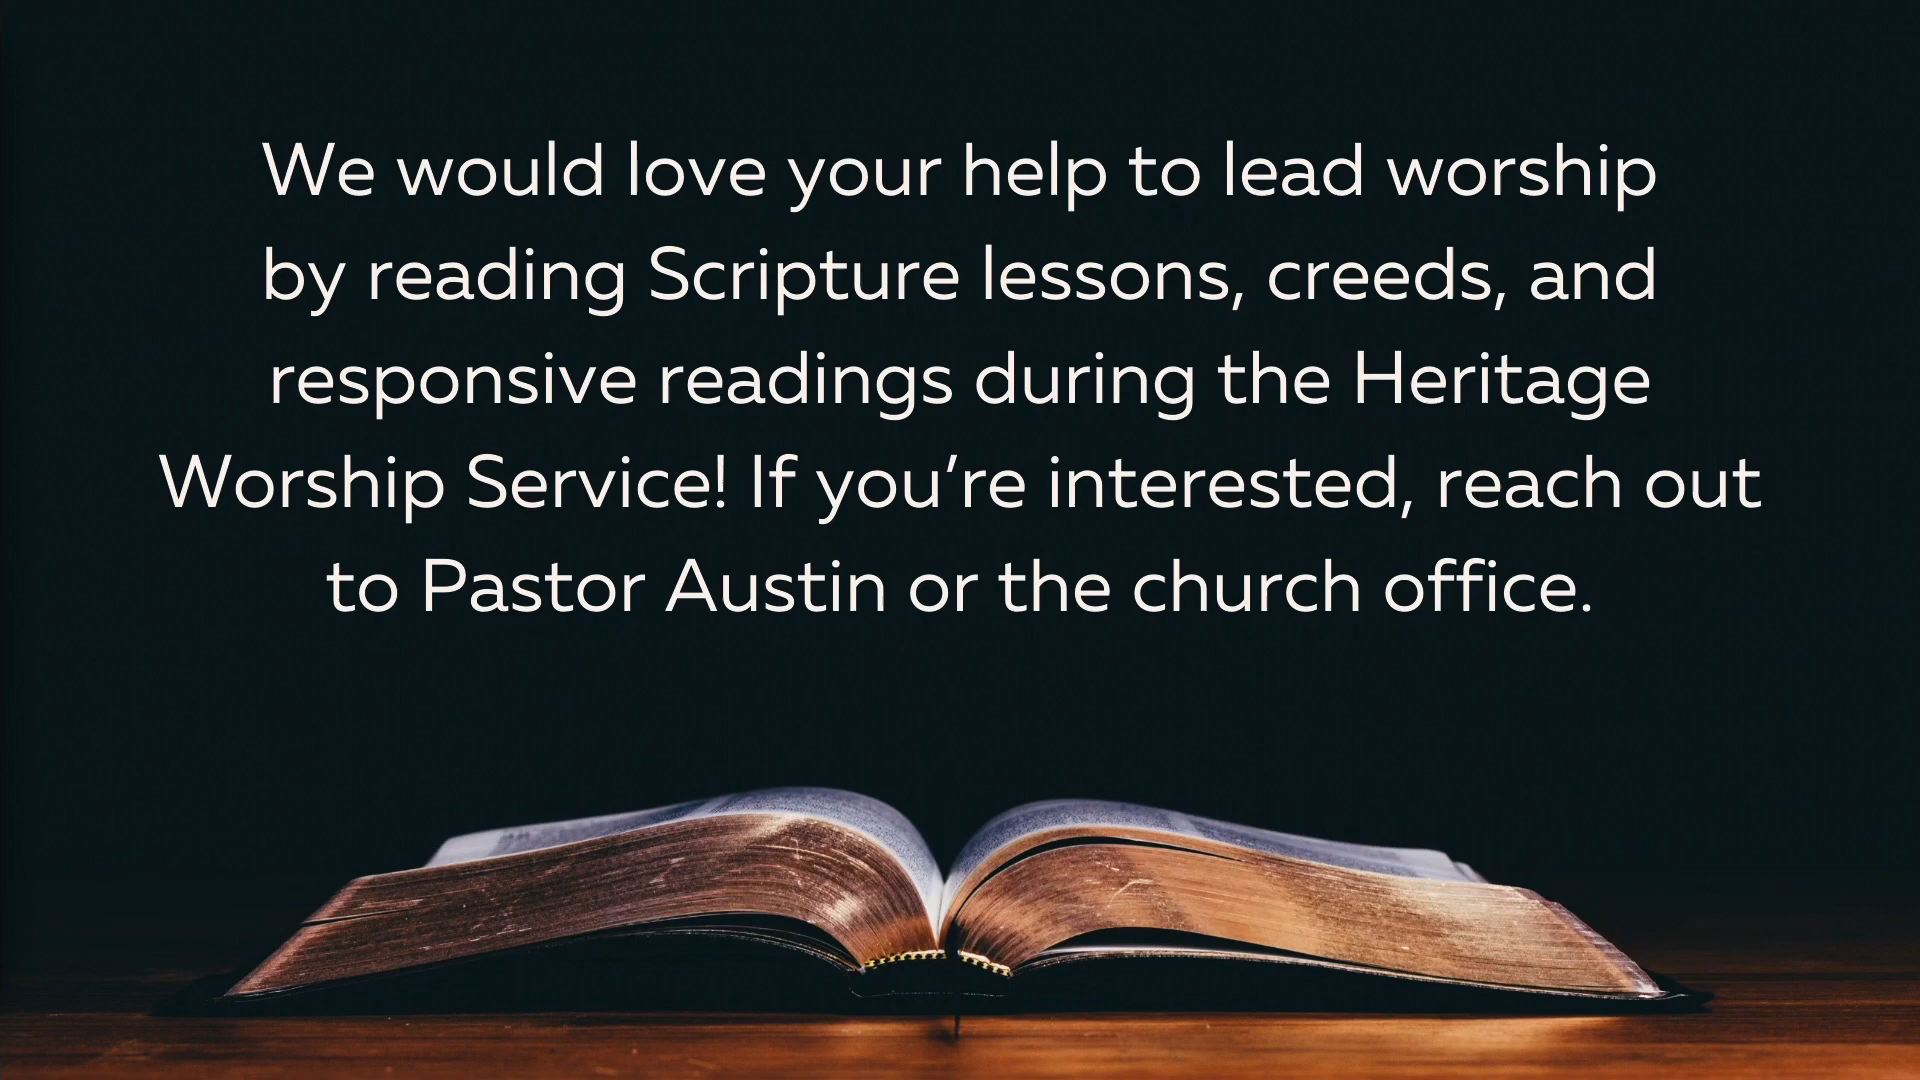 We would love your help to lead worship
by reading Scripture lessons, creeds, and
responsive readings during the Heritage
Worship Service! If you’re interested, reach out
to Pastor Austin or the church office.